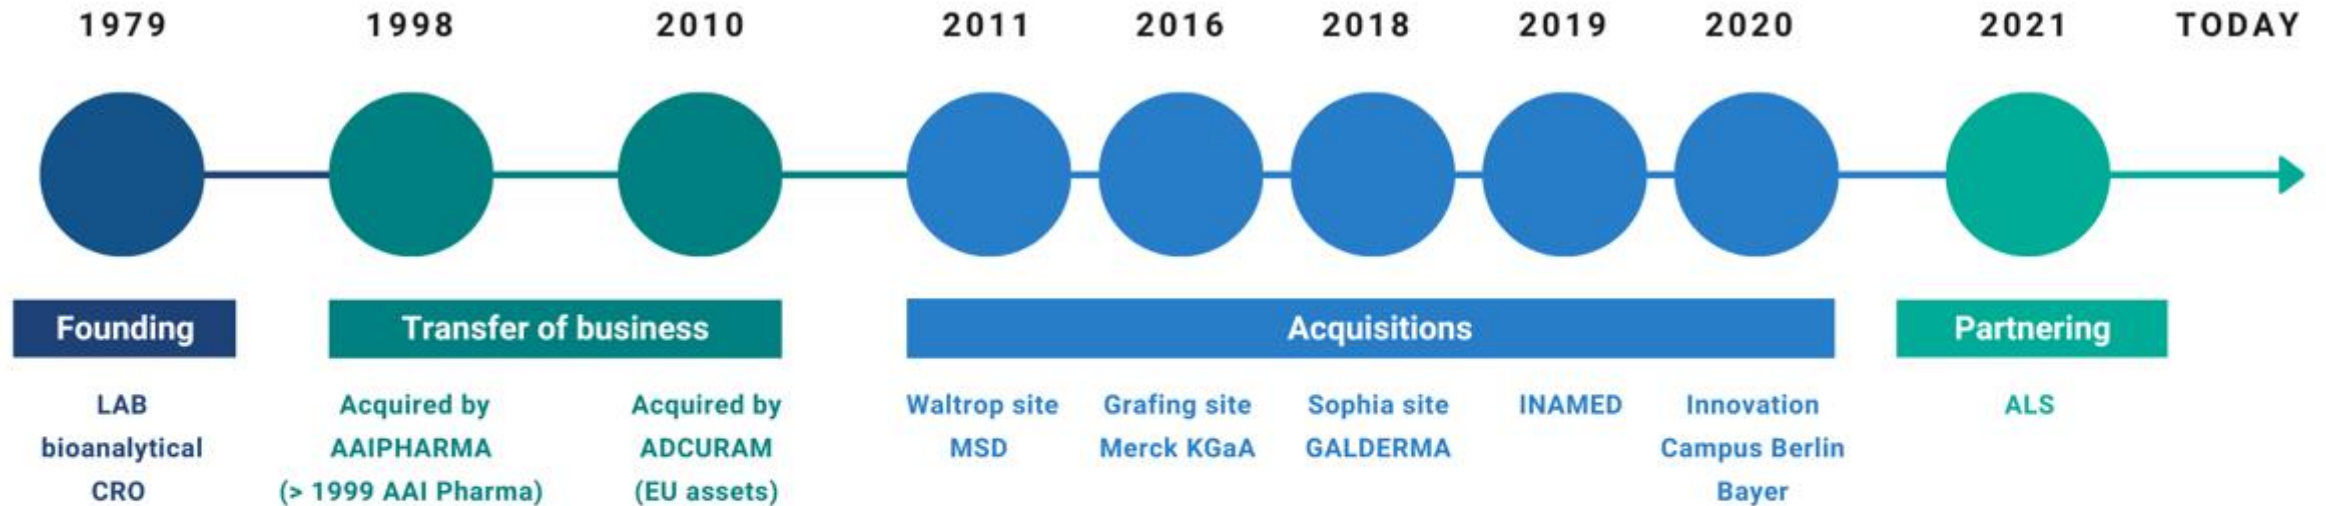 1979 1998 2010 2011 2016 2018 2019 2020 2021 TODAY
Founding Transfer of business Acquisitions Partnering
LAB
bioanalytical
CRO
Acquired by
AAIPHARMA
(> 1999 AAI Pharma)
Acquired by
ADCURAM
(EU assets)
Waltrop site
MSD
Grafing site
Merck KGaA
Sophia site
GALDERMA
INAMED
Innovation
Campus Berlin
Bayer
ALS